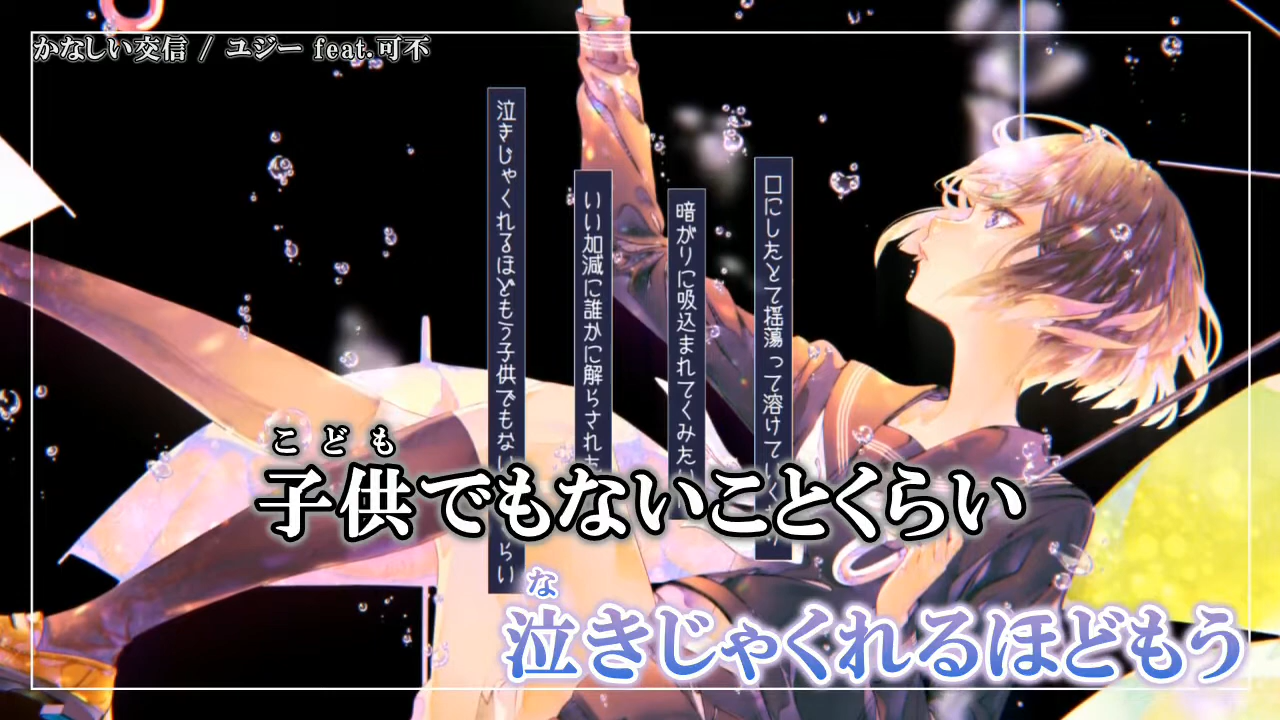 かなしい交信 / ユジー feat.可不
口にしたとて揺蕩って溶けてい
暗がりに吸込まれてくみたい
いい加減に誰かに解らされ
泣きじゃくれるほどもう子供でもない
らい
こども
子供でもないことくらい
な
泣きじゃくれるほどもう